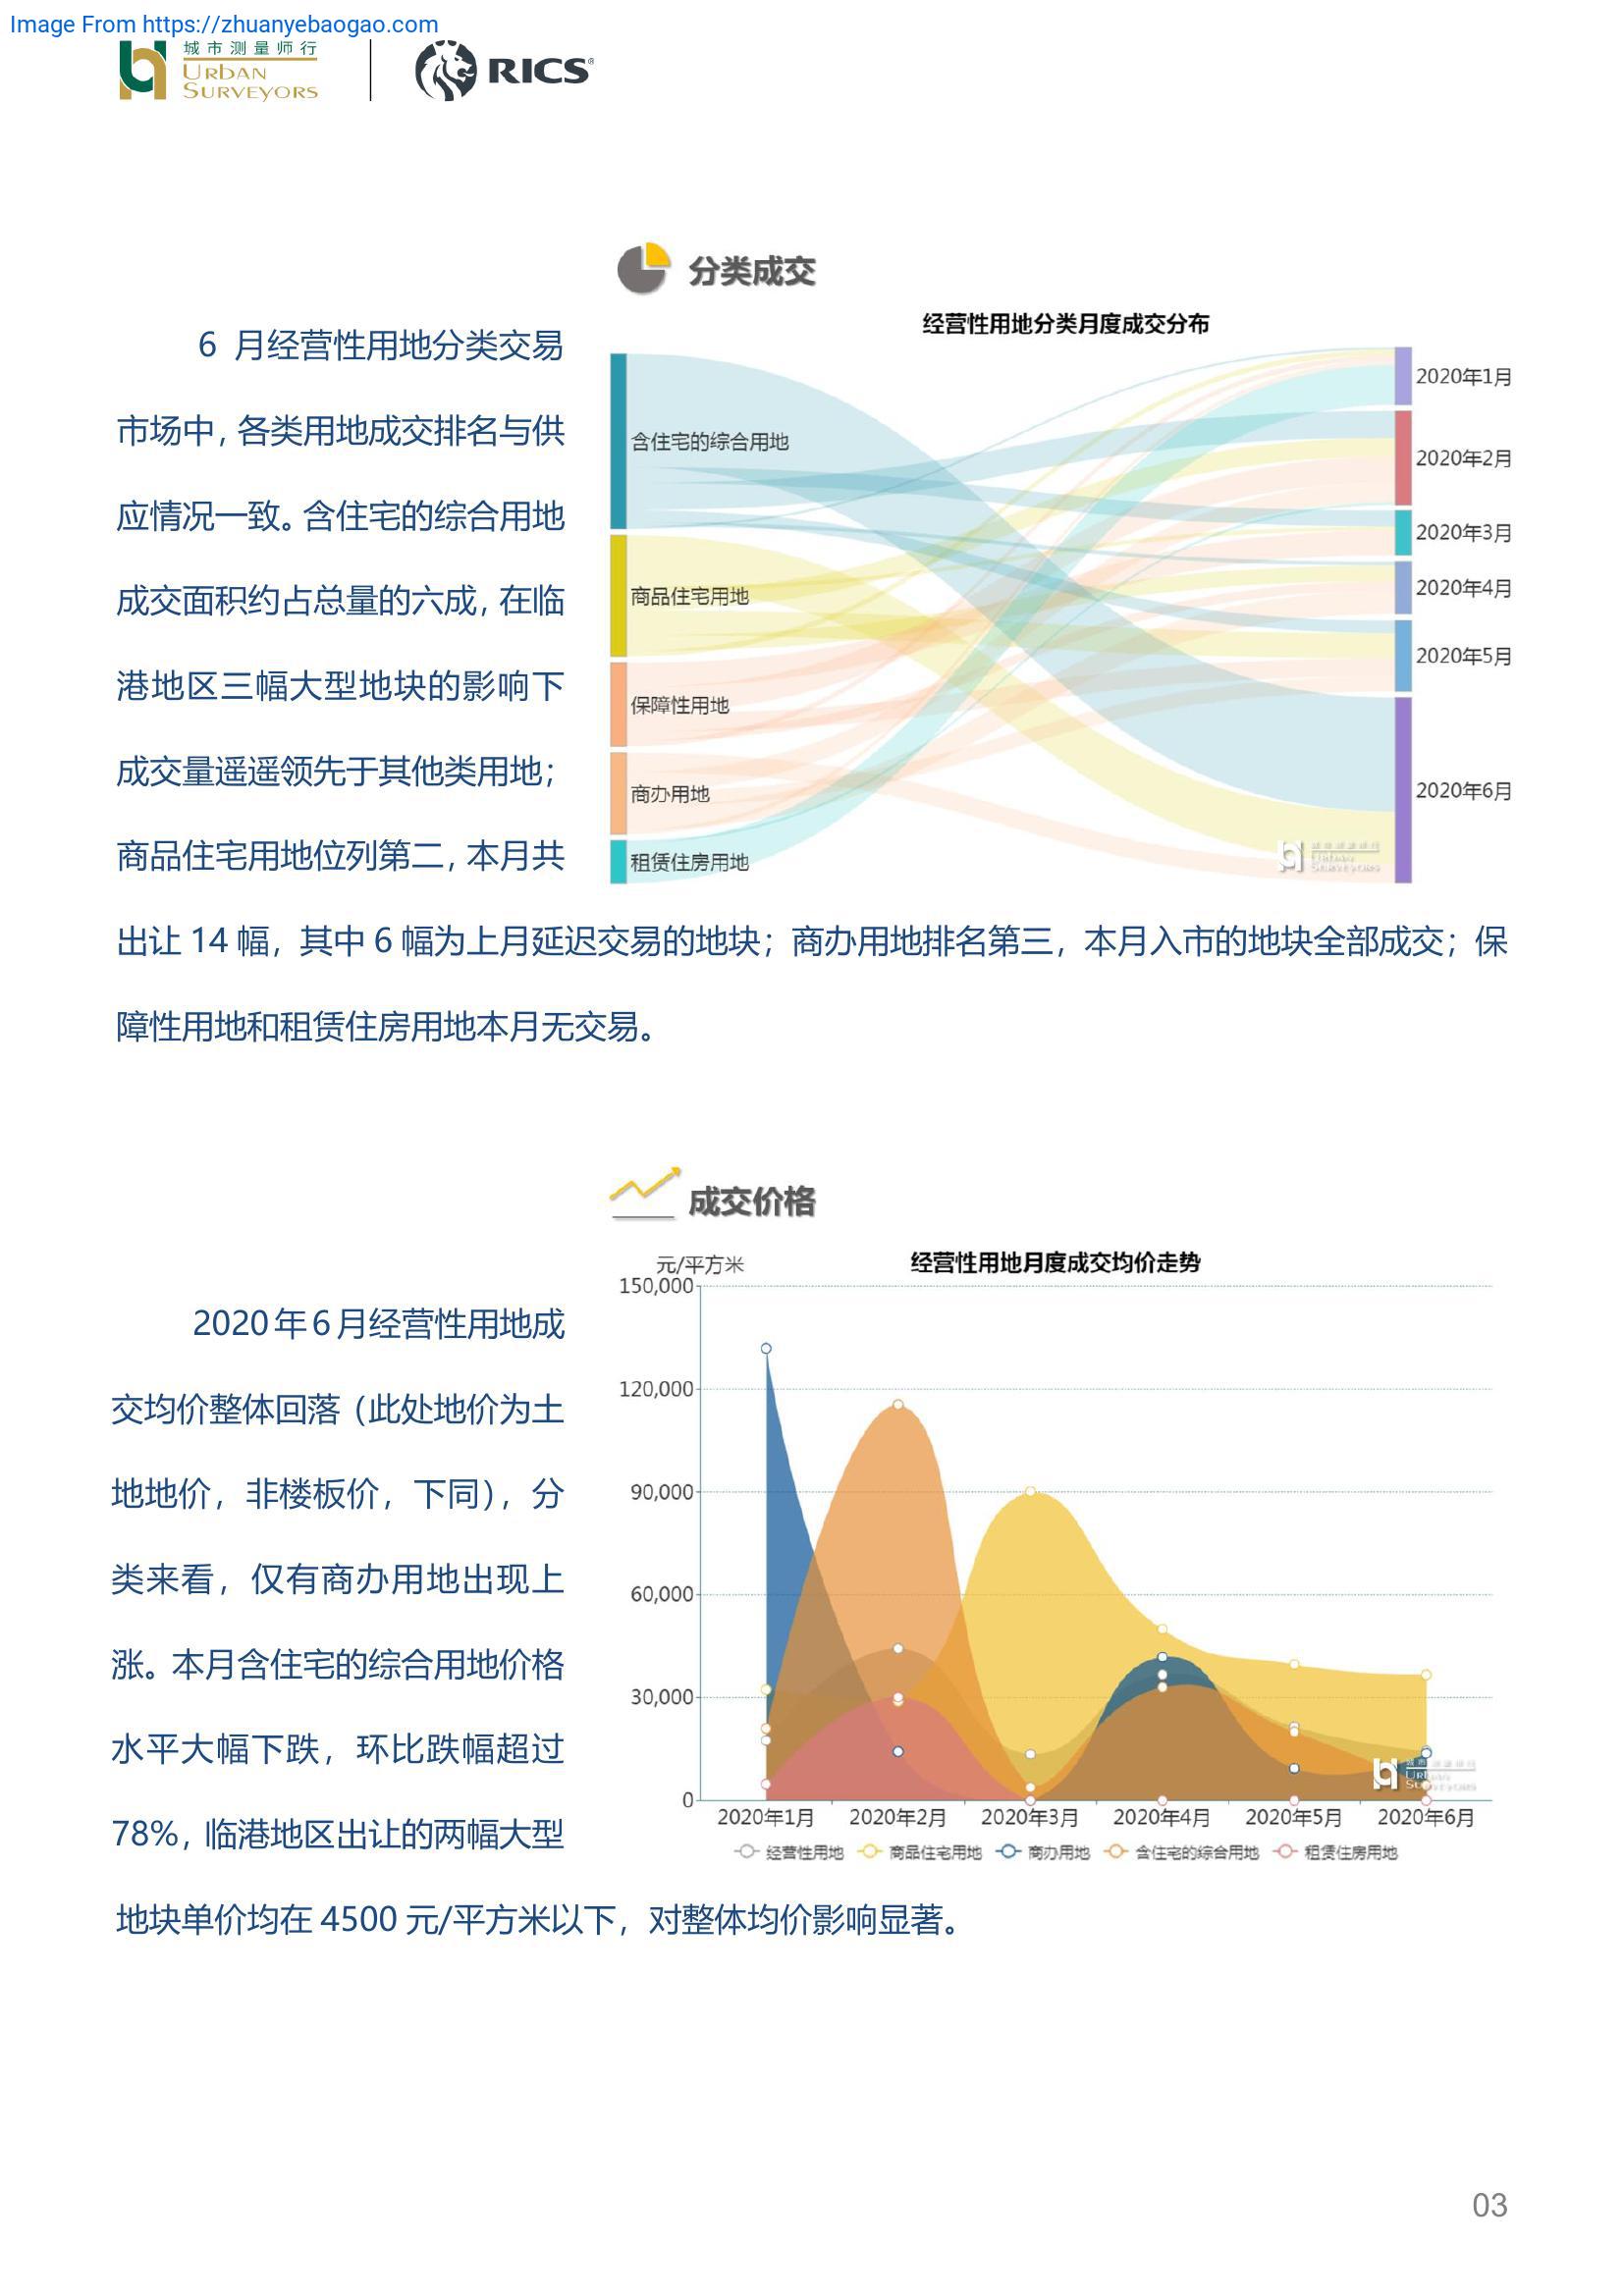 Image From https://zhuanyebaogao.com
城市测量师行
URBAN
SURVEYORS
RICS®
分类成交
经营性用地分类月度成交分布
6 月经营性用地分类交易
市场中，各类用地成交排名与供
应情况一致。含住宅的综合用地
成交面积约占总量的六成，在临
港地区三幅大型地块的影响下
成交量遥遥领先于其他类用地；
商品住宅用地位列第二，本月共
出让 14 幅，其中 6 幅为上月延迟交易的地块；商办用地排名第三，本月入市的地块全部成交；保
障性用地和租赁住房用地本月无交易。
含住宅的综合用地
商品住宅用地
保障性用地
商办用地
租赁住房用地
2020年1月
2020年2月
2020年3月
2020年4月
2020年5月
2020年6月
城市测量师行
URBAN
SURVEYORS
成交价格
元/平方米
经营性用地月度成交均价走势
2020 年 6 月经营性用地成
交均价整体回落（此处地价为土
地地价，非楼板价，下同），分
类来看，仅有商办用地出现上
涨。本月含住宅的综合用地价格
水平大幅下跌，环比跌幅超过
78%，临港地区出让的两幅大型
地块单价均在 4500 元/平方米以下，对整体均价影响显著。
150,000
120,000
90,000
60,000
30,000
0
2020年1月 2020年2月 2020年3月 2020年4月 2020年5月 2020年6月
经营性用地 商品住宅用地 商办用地 含住宅的综合用地 租赁住房用地
城市测量师行
URBAN
SURVEYORS
03